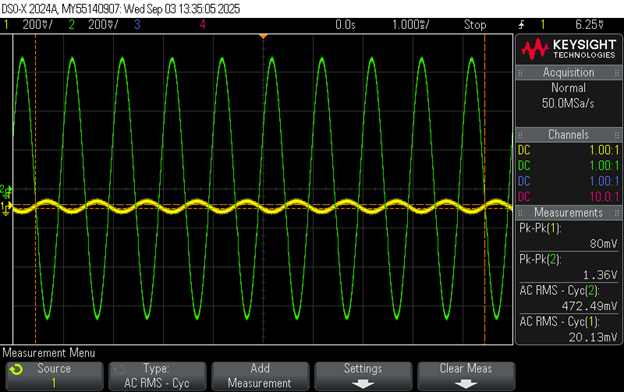 DSO-X 2024A, MY55140907: Wed Sep 03 13:35:05 2025
1 200mV/ 2 200mV/ 3 4 0.0s 1.000ms/ Stop 1 6.25V
KEYSIGHT
TECHNOLOGIES
Acquisition
Normal
50.0MSa/s
Channels
DC 1.00:1
DC 1.00:1
DC 1.00:1
DC 10.0:1
Measurements
Pk-Pk(1):
80mV
Pk-Pk(2):
1.36V
AC RMS - Cyc(2):
472.49mV
AC RMS - Cyc(1):
20.13mV
Measurement Menu
Source
1
Type:
AC RMS - Cyc
Add
Measurement
Settings
Clear Meas